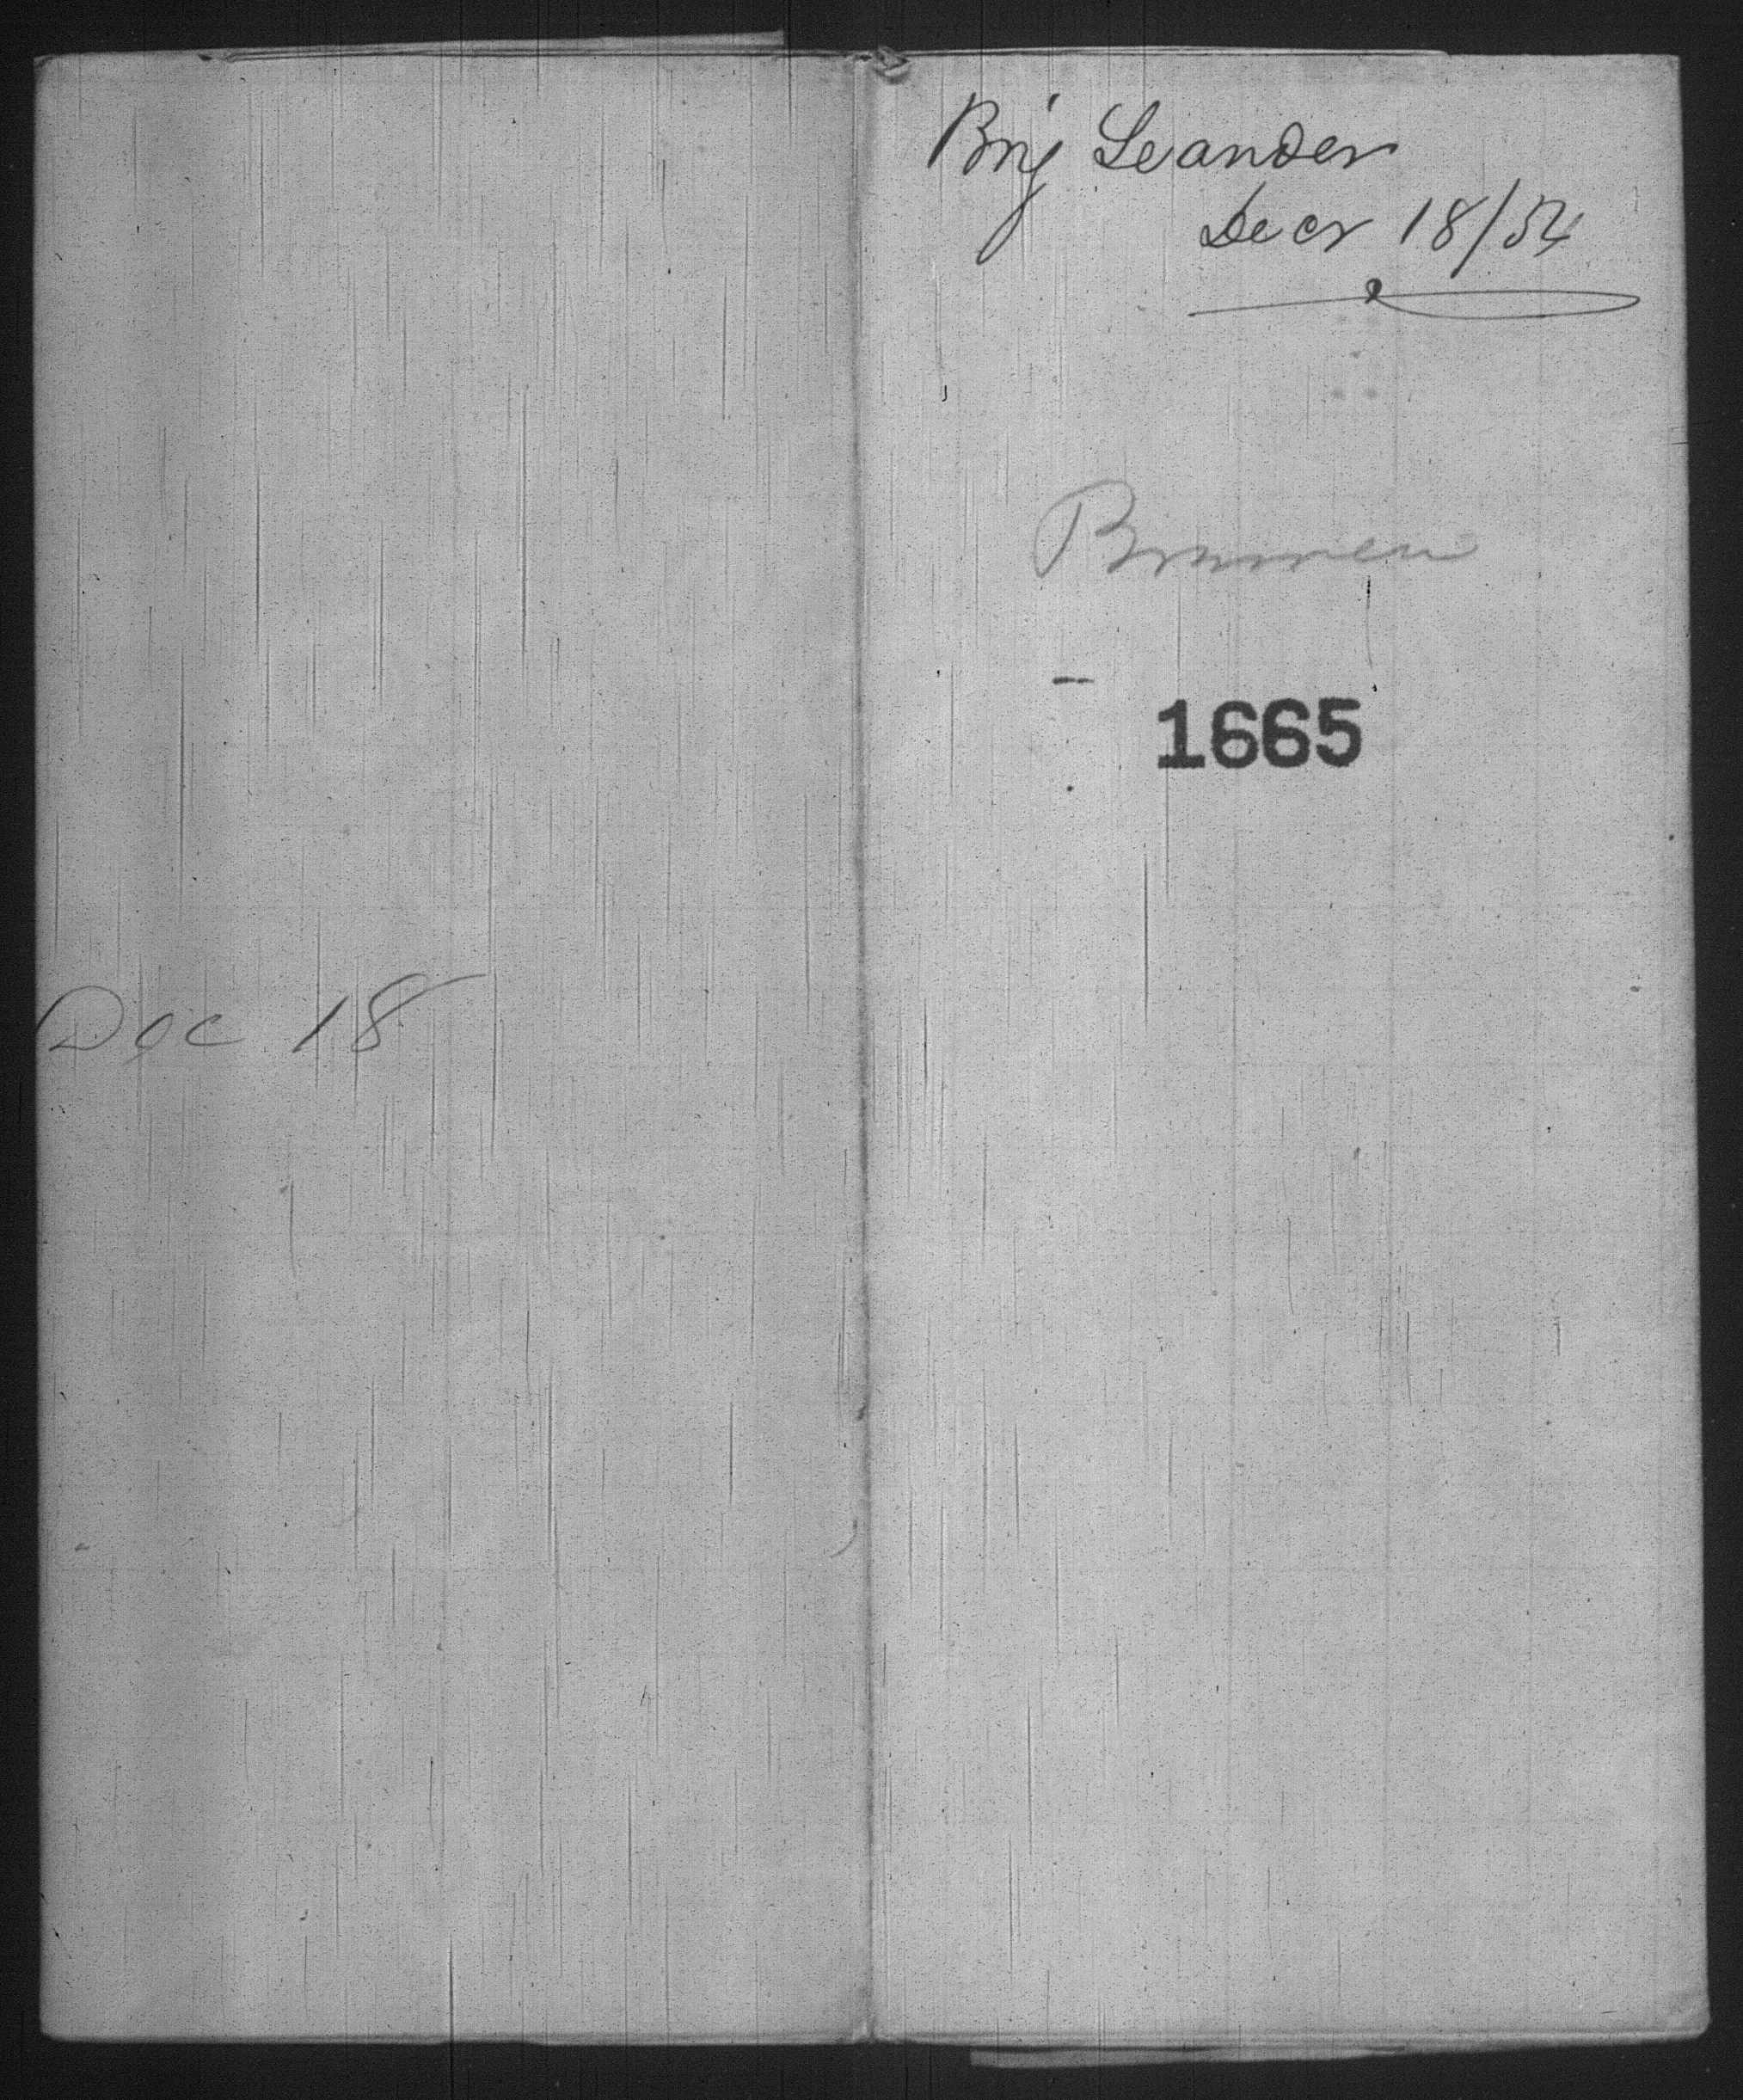 Brig Leander
Decr 18/54
Bremen
1665
Dec 18